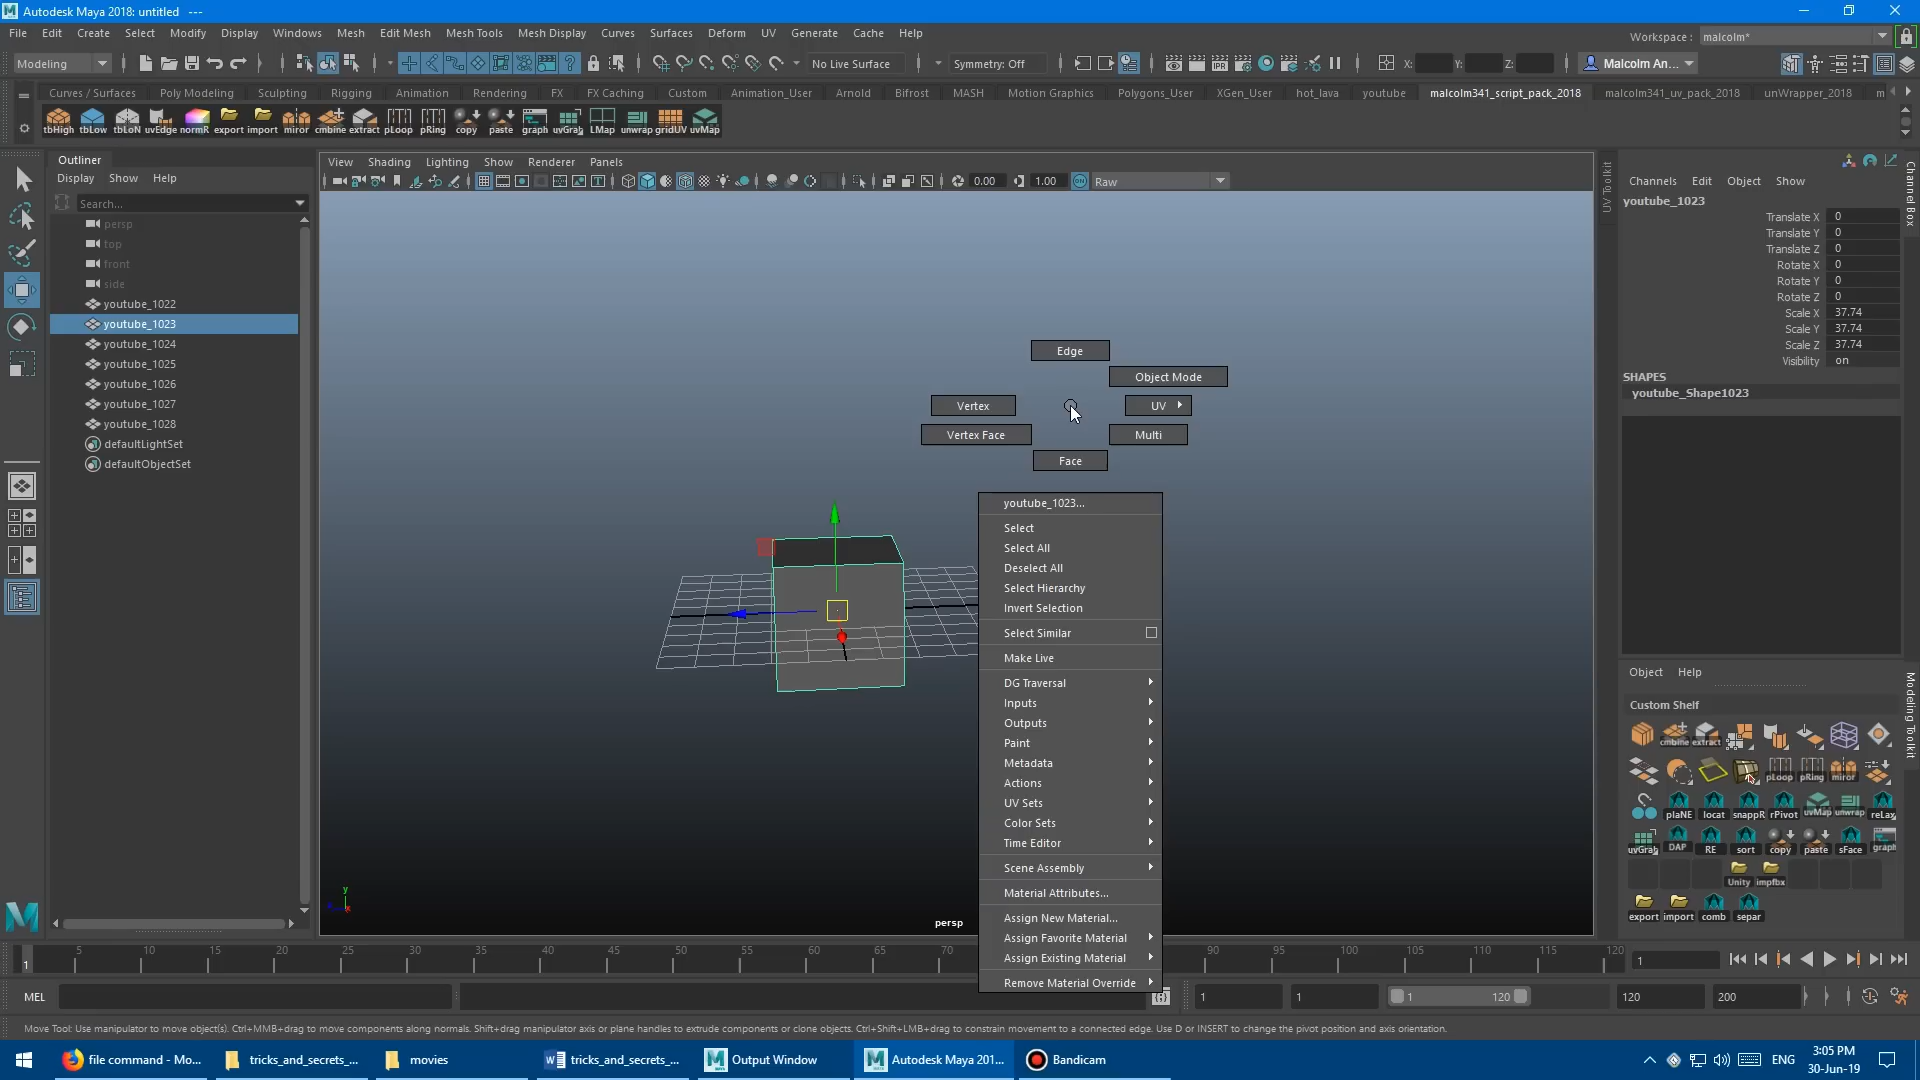 Autodesk Maya 2018: untitled   ---
File Edit Create Select Modify Display Windows Mesh Edit Mesh Mesh Tools Mesh Display Curves Surfaces Deform UV Generate Cache Help
Workspace : malcolm*
Modeling No Live Surface Symmetry: Off IPR X: Y: Z: Malcolm An...
Curves / Surfaces Poly Modeling Sculpting Rigging Animation Rendering FX FX Caching Custom Animation_User Arnold Bifrost MASH Motion Graphics Polygons_User XGen_User hot_lava youtube malcolm341_script_pack_2018 malcolm341_uv_pack_2018 unWrapper_2018 m
tbHigh tbLow tbLoN uvEdge normR export import miror cmbine extract pLoop pRing copy paste graph uvGrab LMap unwrap gridUV uvMap
Outliner
Display Show Help
Search...
persp
top
front
side
youtube_1022
youtube_1023
youtube_1024
youtube_1025
youtube_1026
youtube_1027
youtube_1028
defaultLightSet
defaultObjectSet
View Shading Lighting Show Renderer Panels
0.00 1.00 ON Raw
Edge
Object Mode
Vertex
UV
Vertex Face
Multi
Face
youtube_1023...
Select
Select All
Deselect All
Select Hierarchy
Invert Selection
Select Similar
Make Live
DG Traversal
Inputs
Outputs
Paint
Metadata
Actions
UV Sets
Color Sets
Time Editor
Scene Assembly
Material Attributes...
Assign New Material...
Assign Favorite Material
Assign Existing Material
Remove Material Override
y
persp
UV Toolkit
Channels Edit Object Show
youtube_1023
Translate X 0
Translate Y 0
Translate Z 0
Rotate X 0
Rotate Y 0
Rotate Z 0
Scale X 37.74
Scale Y 37.74
Scale Z 37.74
Visibility on
SHAPES
youtube_Shape1023
Channel Box
Modeling Toolkit
Object Help
Custom Shelf
cmbine extract
pLoop pRing miror
plaNE locat snappR rPivot uvMap unwrap reLax
uvGrab DAP RE sort copy paste sFace graph
Unity impfbx
export import comb separ
5 10 15 20 25 30 35 40 45 50 55 60 65 70 90 95 100 105 110 115 120
1
1
MEL
1 1 1 120 120 200
Move Tool: Use manipulator to move object(s). Ctrl+MMB+drag to move components along normals. Shift+drag manipulator axis or plane handles to extrude components or clone objects. Ctrl+Shift+LMB+drag to constrain movement to a connected edge. Use D or INSERT to change the pivot position and axis orientation.
file command - Mo... tricks_and_secrets_... movies tricks_and_secrets_... Output Window Autodesk Maya 201... Bandicam
ENG
3:05 PM
30-Jun-19